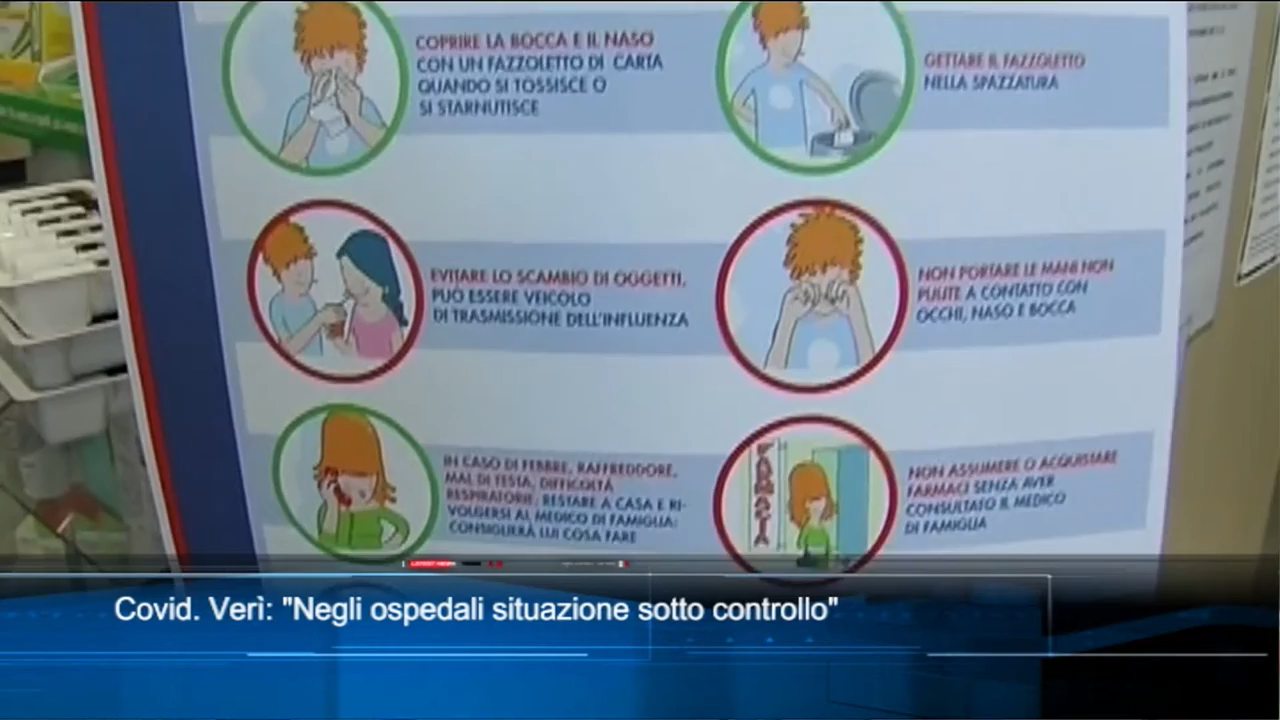 COPRIRE LA BOCCA E IL NASO
CON UN FAZZOLETTO DI CARTA
QUANDO SI TOSSISCE O
SI STARNUTISCE
GETTARE IL FAZZOLETTO
NELLA SPAZZATURA
EVITARE LO SCAMBIO DI OGGETTI,
PUÒ ESSERE VEICOLO
DI TRASMISSIONE DELL'INFLUENZA
NON PORTARE LE MANI NON
PULITE A CONTATTO CON
OCCHI, NASO E BOCCA
IN CASO DI FEBBRE, RAFFREDDORE,
MAL DI TESTA, DIFFICOLTÀ
RESPIRATORIE, RESTARE A CASA E RI-
VOLGERSI AL MEDICO DI FAMIGLIA:
CONSIGLIERÀ LUI COSA FARE
FARMACIA
NON ASSUMERE O ACQUISTARE
FARMACI SENZA AVER
CONSULTATO IL MEDICO
DI FAMIGLIA
LATEST NEWS
Covid. Verì: "Negli ospedali situazione sotto controllo"